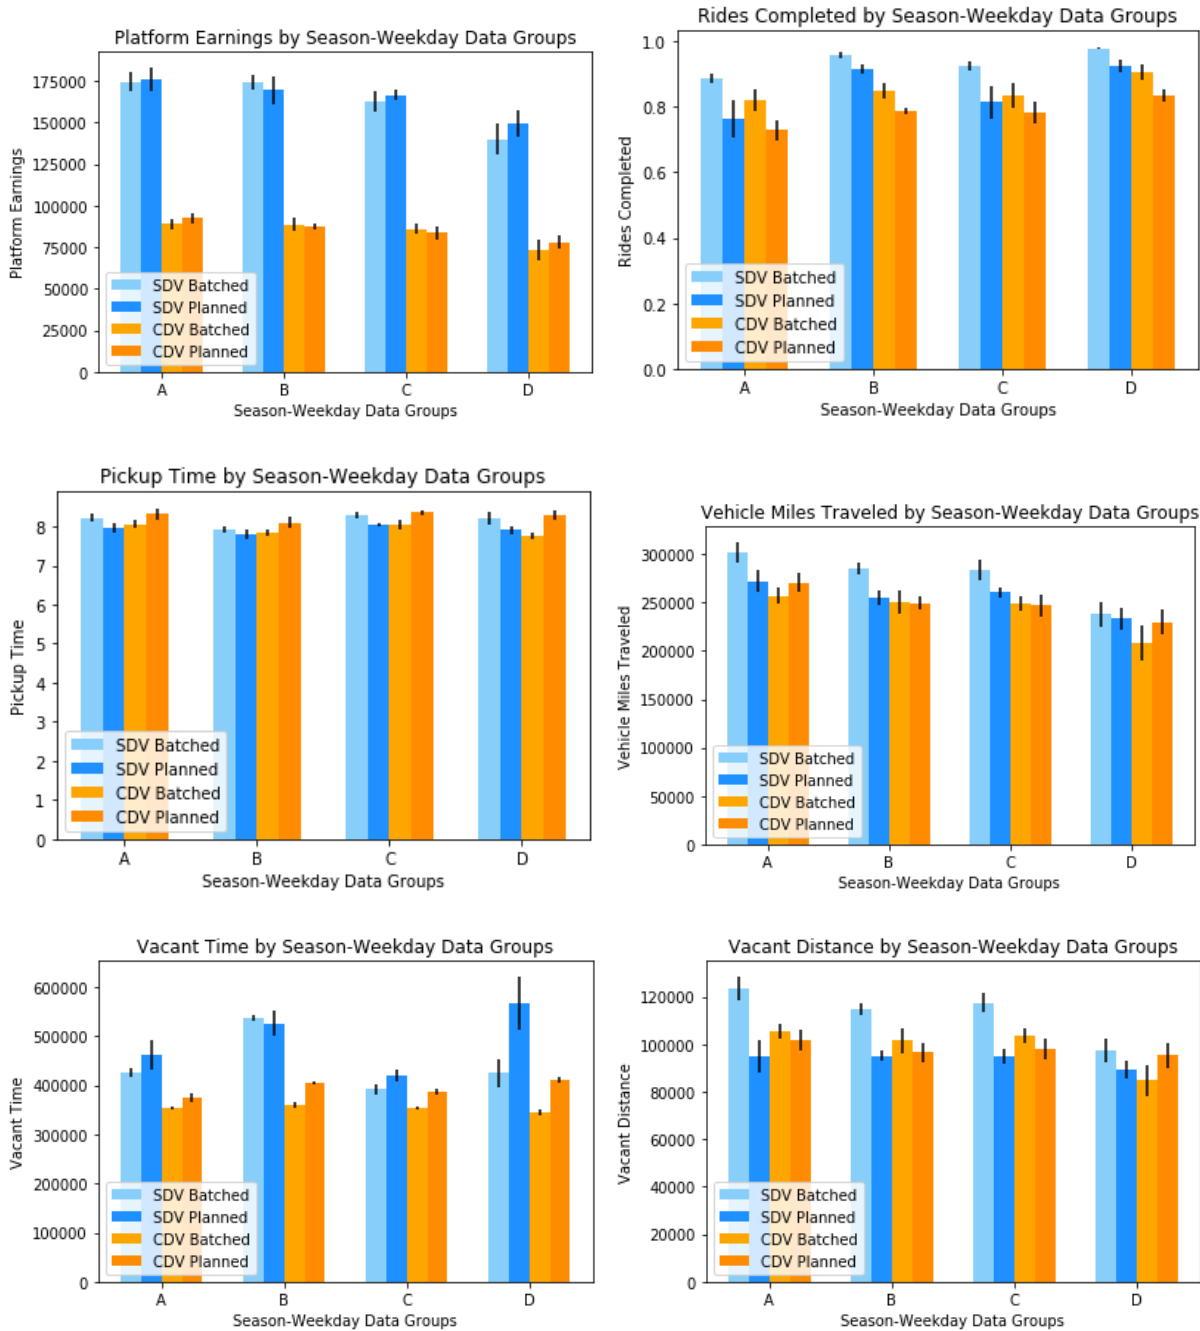 Platform Earnings by Season-Weekday Data Groups
Platform Earnings
175000
150000
125000
100000
75000
50000
25000
0
SDV Batched
SDV Planned
CDV Batched
CDV Planned
A B C D
Season-Weekday Data Groups
Rides Completed by Season-Weekday Data Groups
Rides Completed
1.0
0.8
0.6
0.4
0.2
0.0
SDV Batched
SDV Planned
CDV Batched
CDV Planned
A B C D
Season-Weekday Data Groups
Pickup Time by Season-Weekday Data Groups
Pickup Time
8
7
6
5
4
3
2
1
0
SDV Batched
SDV Planned
CDV Batched
CDV Planned
A B C D
Season-Weekday Data Groups
Vehicle Miles Traveled by Season-Weekday Data Groups
Vehicle Miles Traveled
300000
250000
200000
150000
100000
50000
0
SDV Batched
SDV Planned
CDV Batched
CDV Planned
A B C D
Season-Weekday Data Groups
Vacant Time by Season-Weekday Data Groups
Vacant Time
600000
500000
400000
300000
200000
100000
0
SDV Batched
SDV Planned
CDV Batched
CDV Planned
A B C D
Season-Weekday Data Groups
Vacant Distance by Season-Weekday Data Groups
Vacant Distance
120000
100000
80000
60000
40000
20000
0
SDV Batched
SDV Planned
CDV Batched
CDV Planned
A B C D
Season-Weekday Data Groups